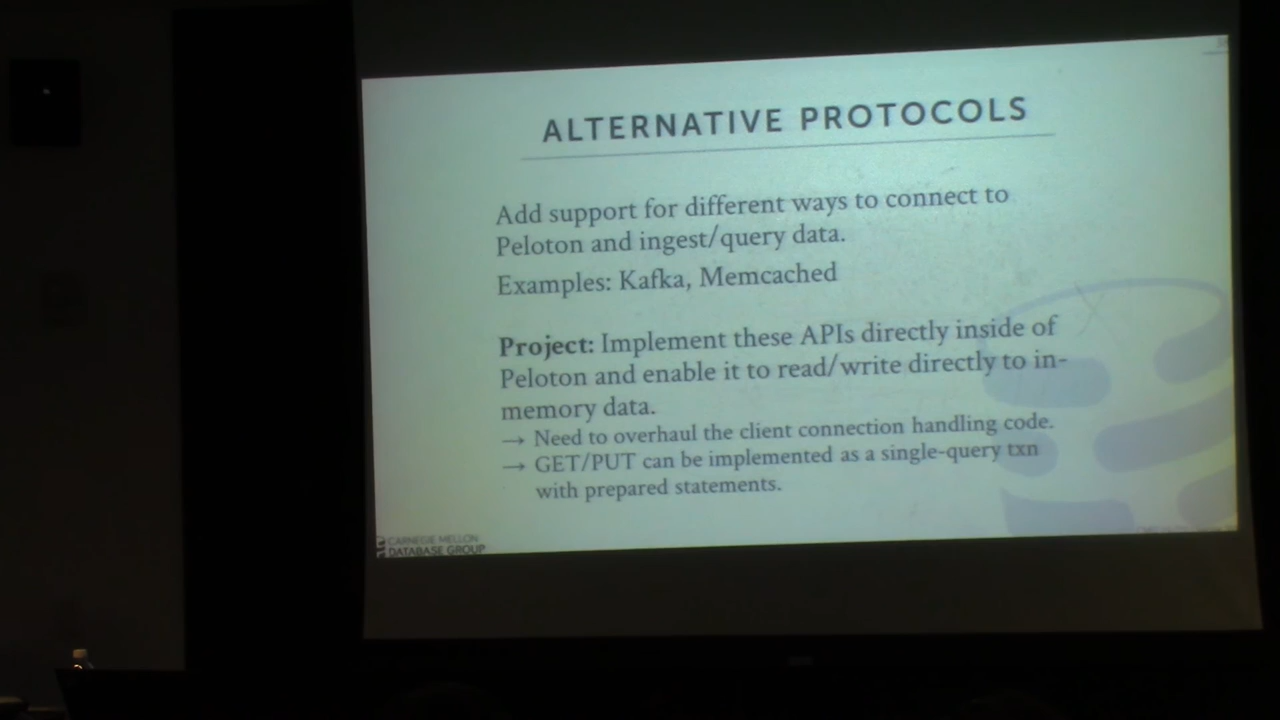 ALTERNATIVE PROTOCOLS
Add support for different ways to connect to
Peloton and ingest/query data.
Examples: Kafka, Memcached
Project: Implement these APIs directly inside of
Peloton and enable it to read/write directly to in-
memory data.
→ Need to overhaul the client connection handling code.
→ GET/PUT can be implemented as a single-query txn
with prepared statements.
CARNEGIE MELLON
DATABASE GROUP